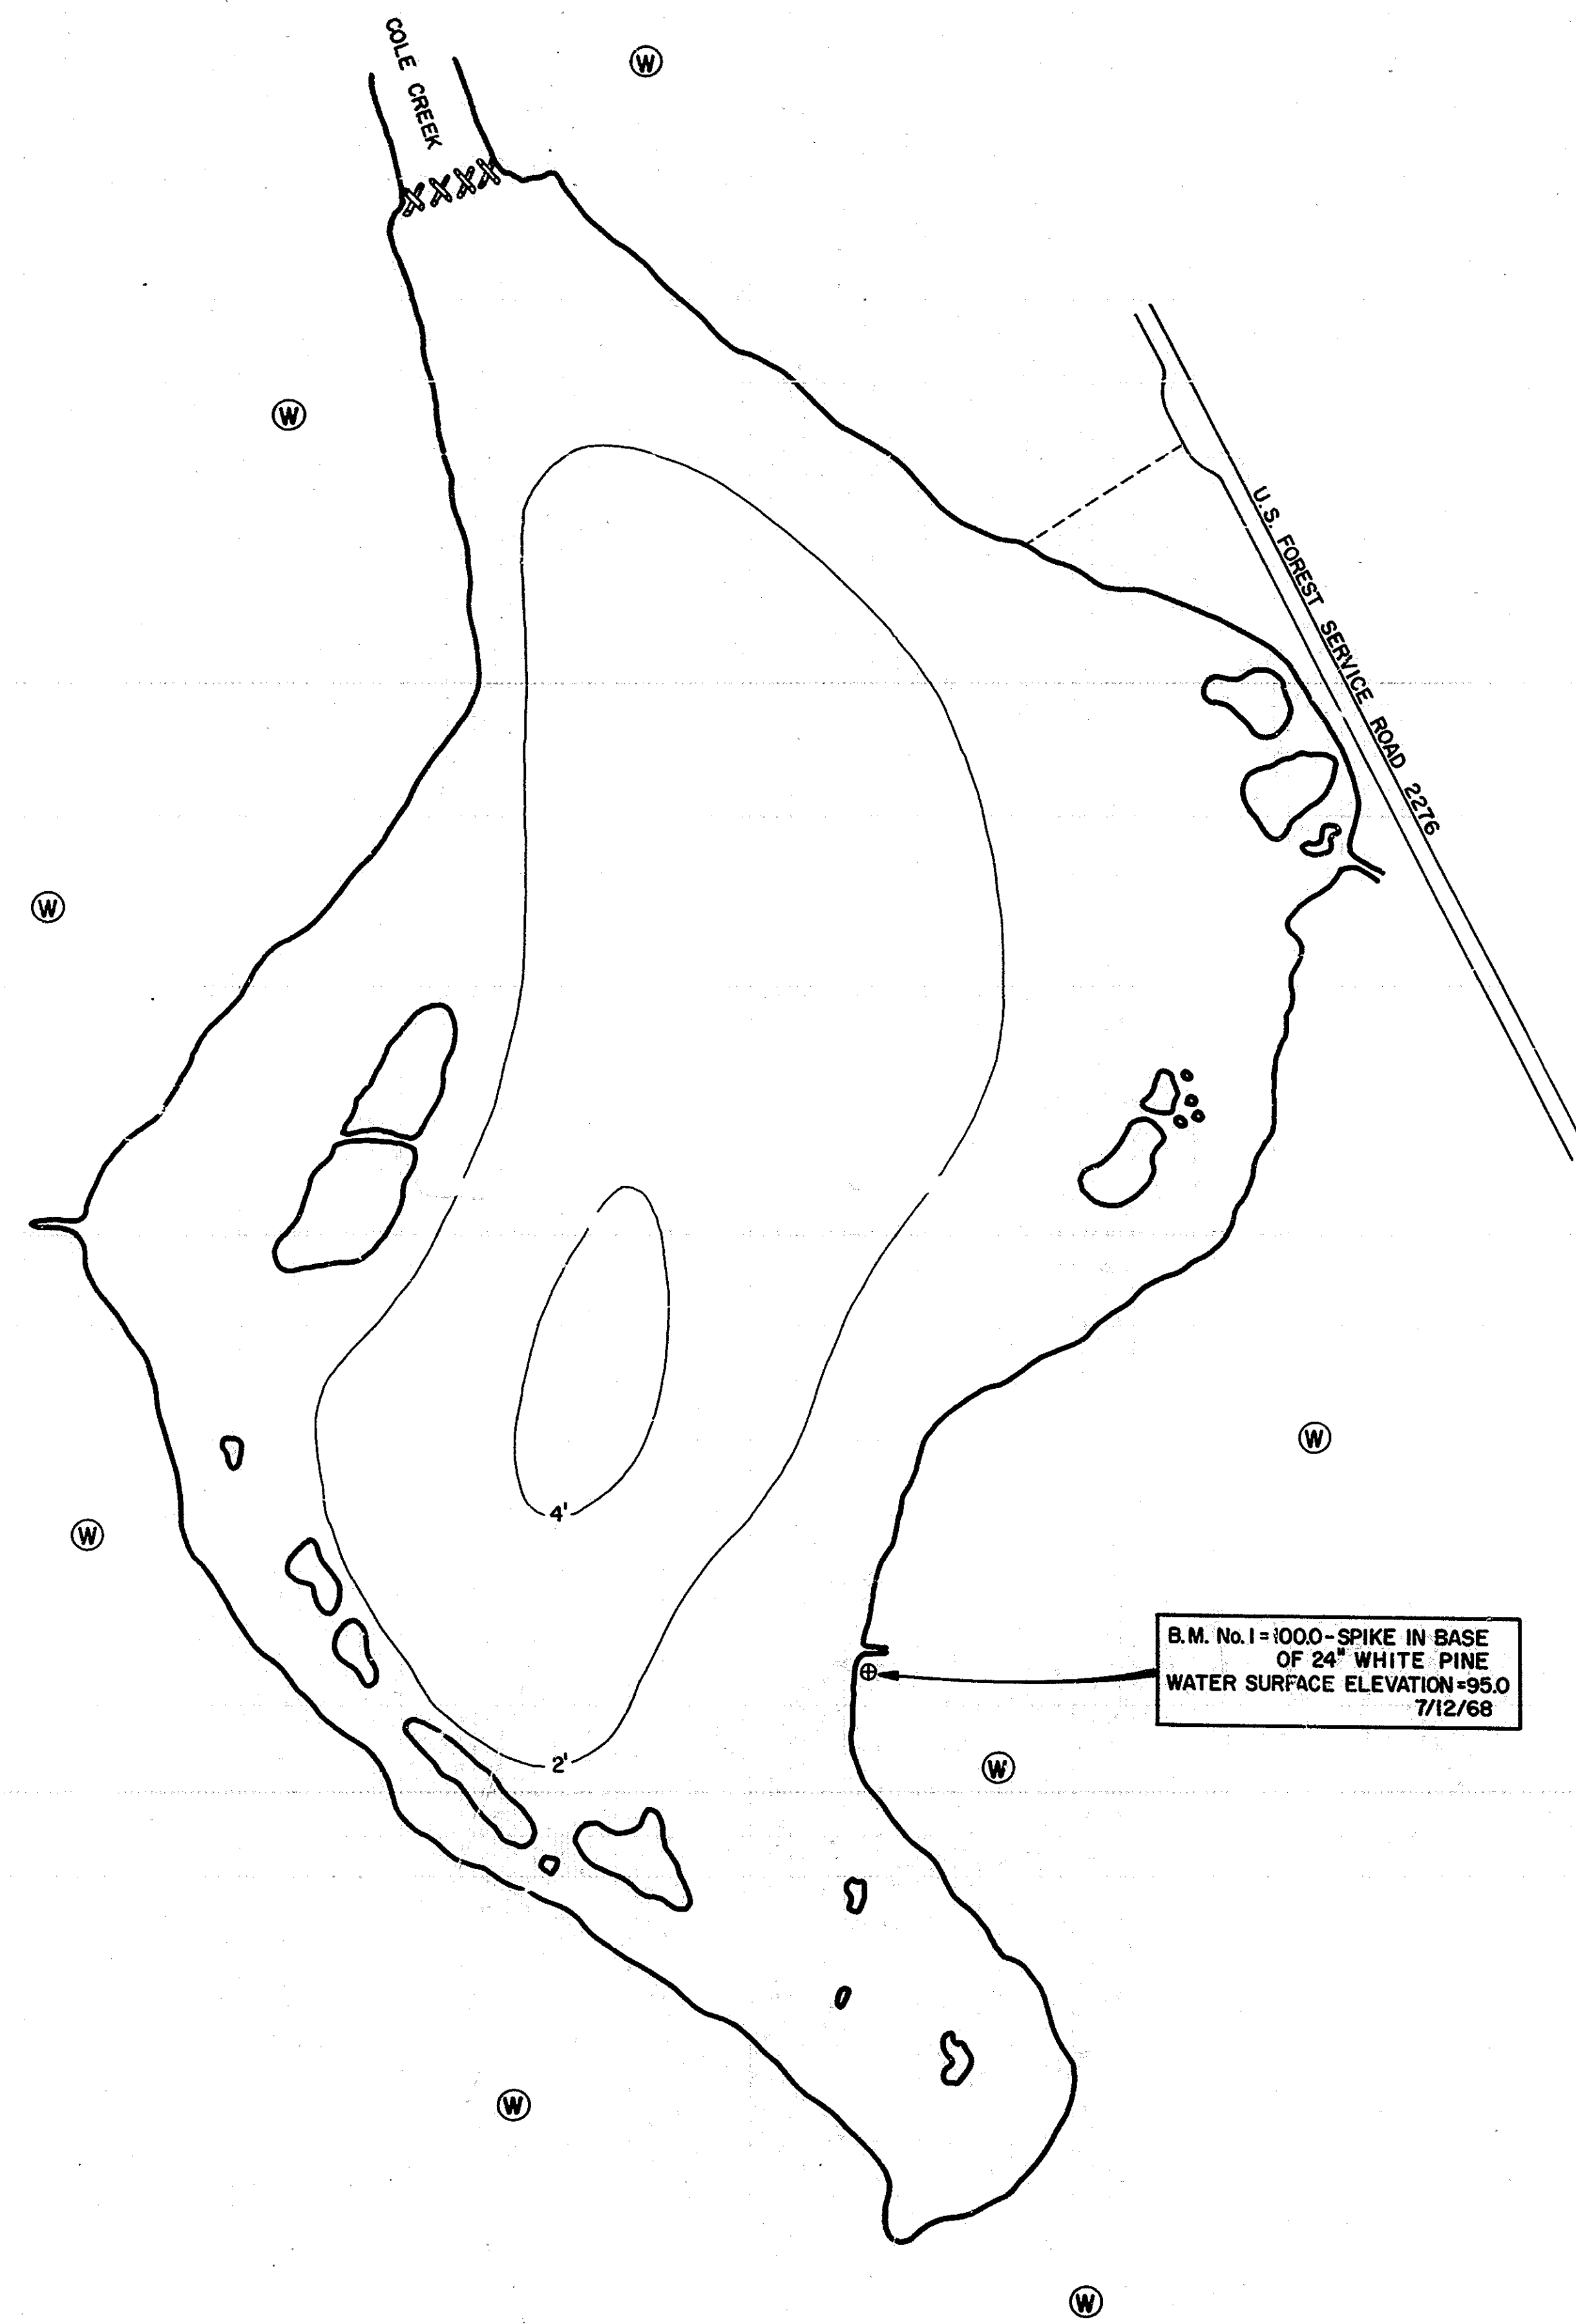 COLE CREEK
W
W
U.S. FOREST SERVICE ROAD 2276
W
W
4'
W
B.M. No. 1 = 100.0 - SPIKE IN BASE
OF 24" WHITE PINE
WATER SURFACE ELEVATION = 95.0
7/12/68
2'
W
W
W